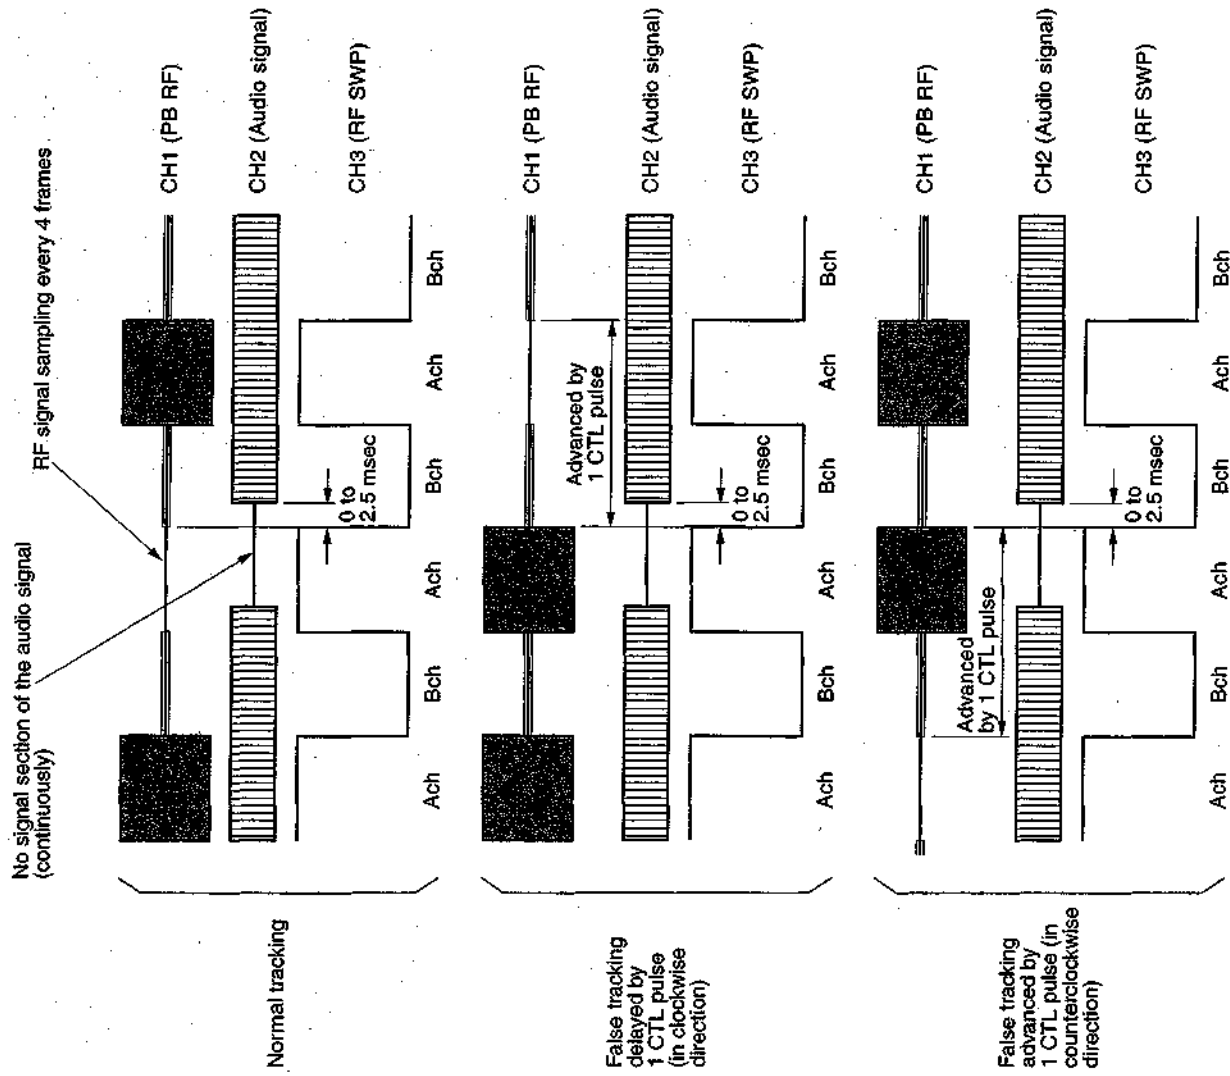 No signal section of the audio signal
(continuously)
RF signal sampling every 4 frames
Normal tracking
CH1 (PB RF)
CH2 (Audio signal)
CH3 (RF SWP)
0 to
2.5 msec
Ach
Bch
Ach
Bch
Ach
Bch
False tracking
delayed by
1 CTL pulse
(in clockwise
direction)
CH1 (PB RF)
CH2 (Audio signal)
CH3 (RF SWP)
Advanced by
1 CTL pulse
0 to
2.5 msec
Ach
Bch
Ach
Bch
Ach
Bch
False tracking
advanced by
1 CTL pulse (in
counterclockwise
direction)
CH1 (PB RF)
CH2 (Audio signal)
CH3 (RF SWP)
Advanced
by 1 CTL pulse
0 to
2.5 msec
Ach
Bch
Ach
Bch
Ach
Bch